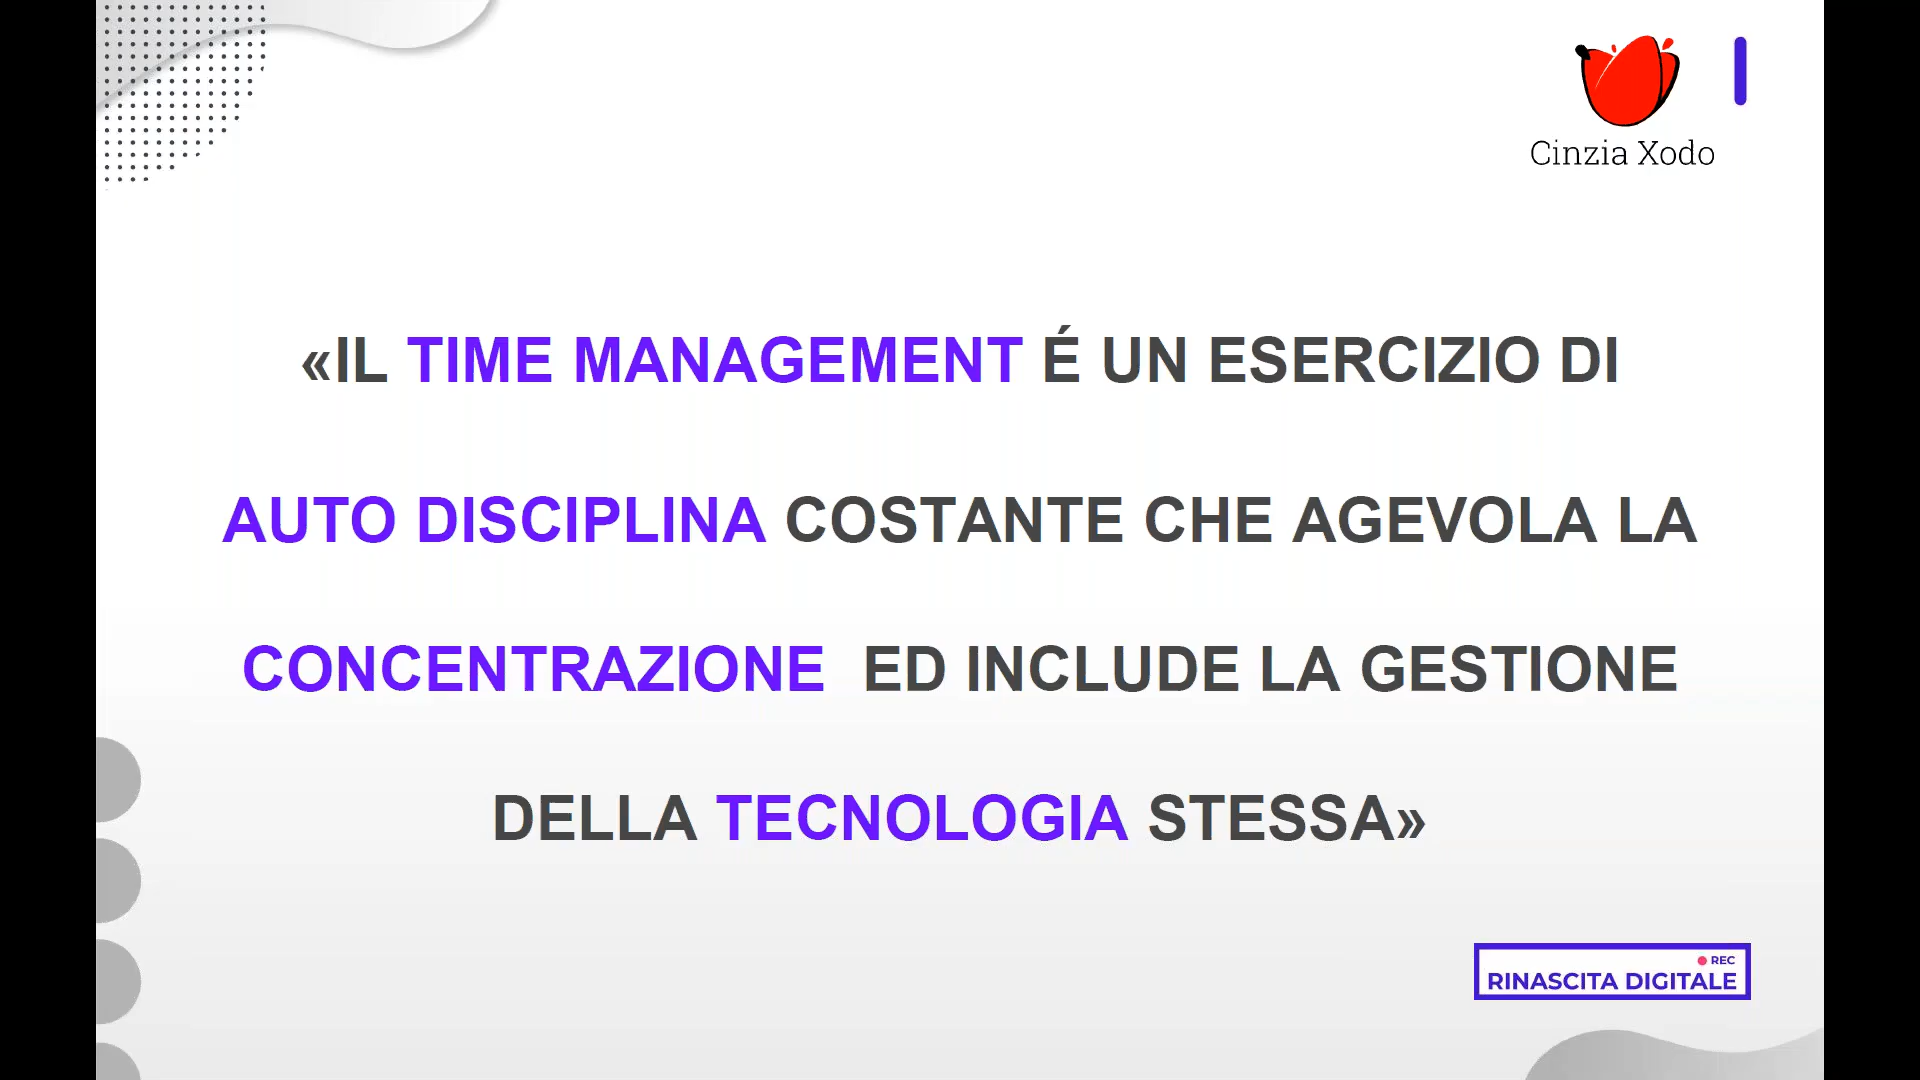 Cinzia Xodo
«IL TIME MANAGEMENT É UN ESERCIZIO DI
AUTO DISCIPLINA COSTANTE CHE AGEVOLA LA
CONCENTRAZIONE ED INCLUDE LA GESTIONE
DELLA TECNOLOGIA STESSA»
REC
RINASCITA DIGITALE